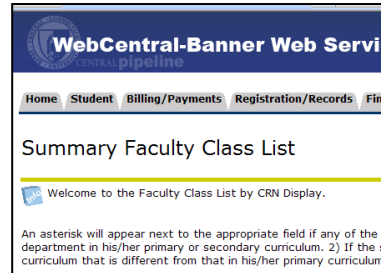 WebCentral-Banner Web Servi
CENTRAL pipeline
Home Student Billing/Payments Registration/Records Fin
Summary Faculty Class List
info Welcome to the Faculty Class List by CRN Display.
An asterisk will appear next to the appropriate field if any of the
department in his/her primary or secondary curriculum. 2) If the s
curriculum that is different from that in his/her primary curriculum